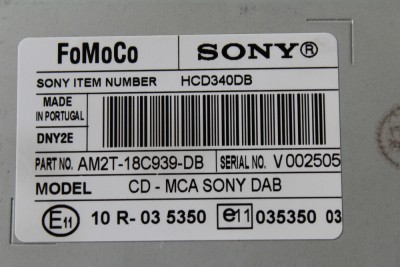 FoMoCo SONY®
SONY ITEM NUMBER HCD340DB
MADE
IN PORTUGAL
DNY2E
PART NO. AM2T-18C939-DB SERIAL NO. V 002505
MODEL CD - MCA SONY DAB
E11 10 R- 03 5350 e11 035350 03